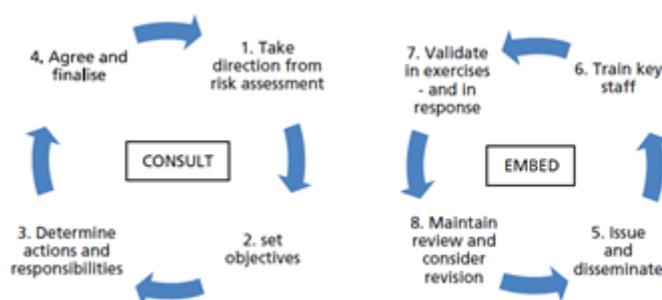 4. Agree and
finalise
1. Take
direction from
risk assessment
CONSULT
3. Determine
actions and
responsibilities
2. set
objectives
7. Validate
in exercises
- and in
response
6. Train key
staff
EMBED
8. Maintain
review and
consider
revision
5. Issue
and
disseminate